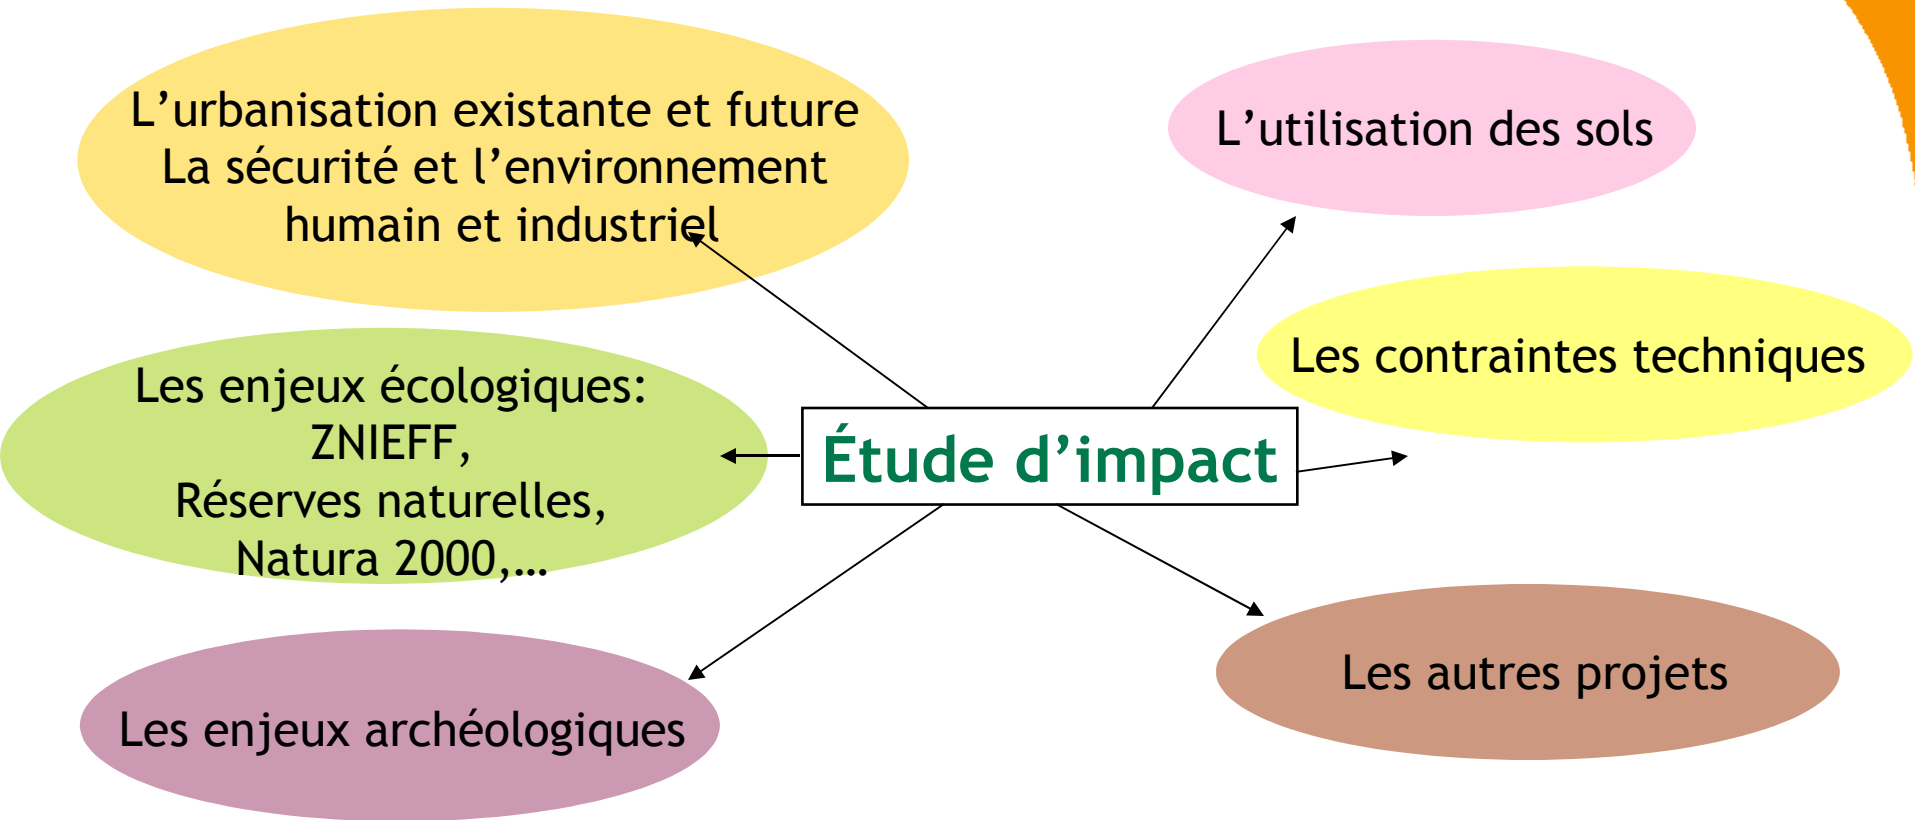 L’urbanisation existante et future
La sécurité et l’environnement
humain et industriel
L’utilisation des sols
Les contraintes techniques
Les enjeux écologiques:
ZNIEFF,
Réserves naturelles,
Natura 2000,…
Étude d’impact
Les enjeux archéologiques
Les autres projets